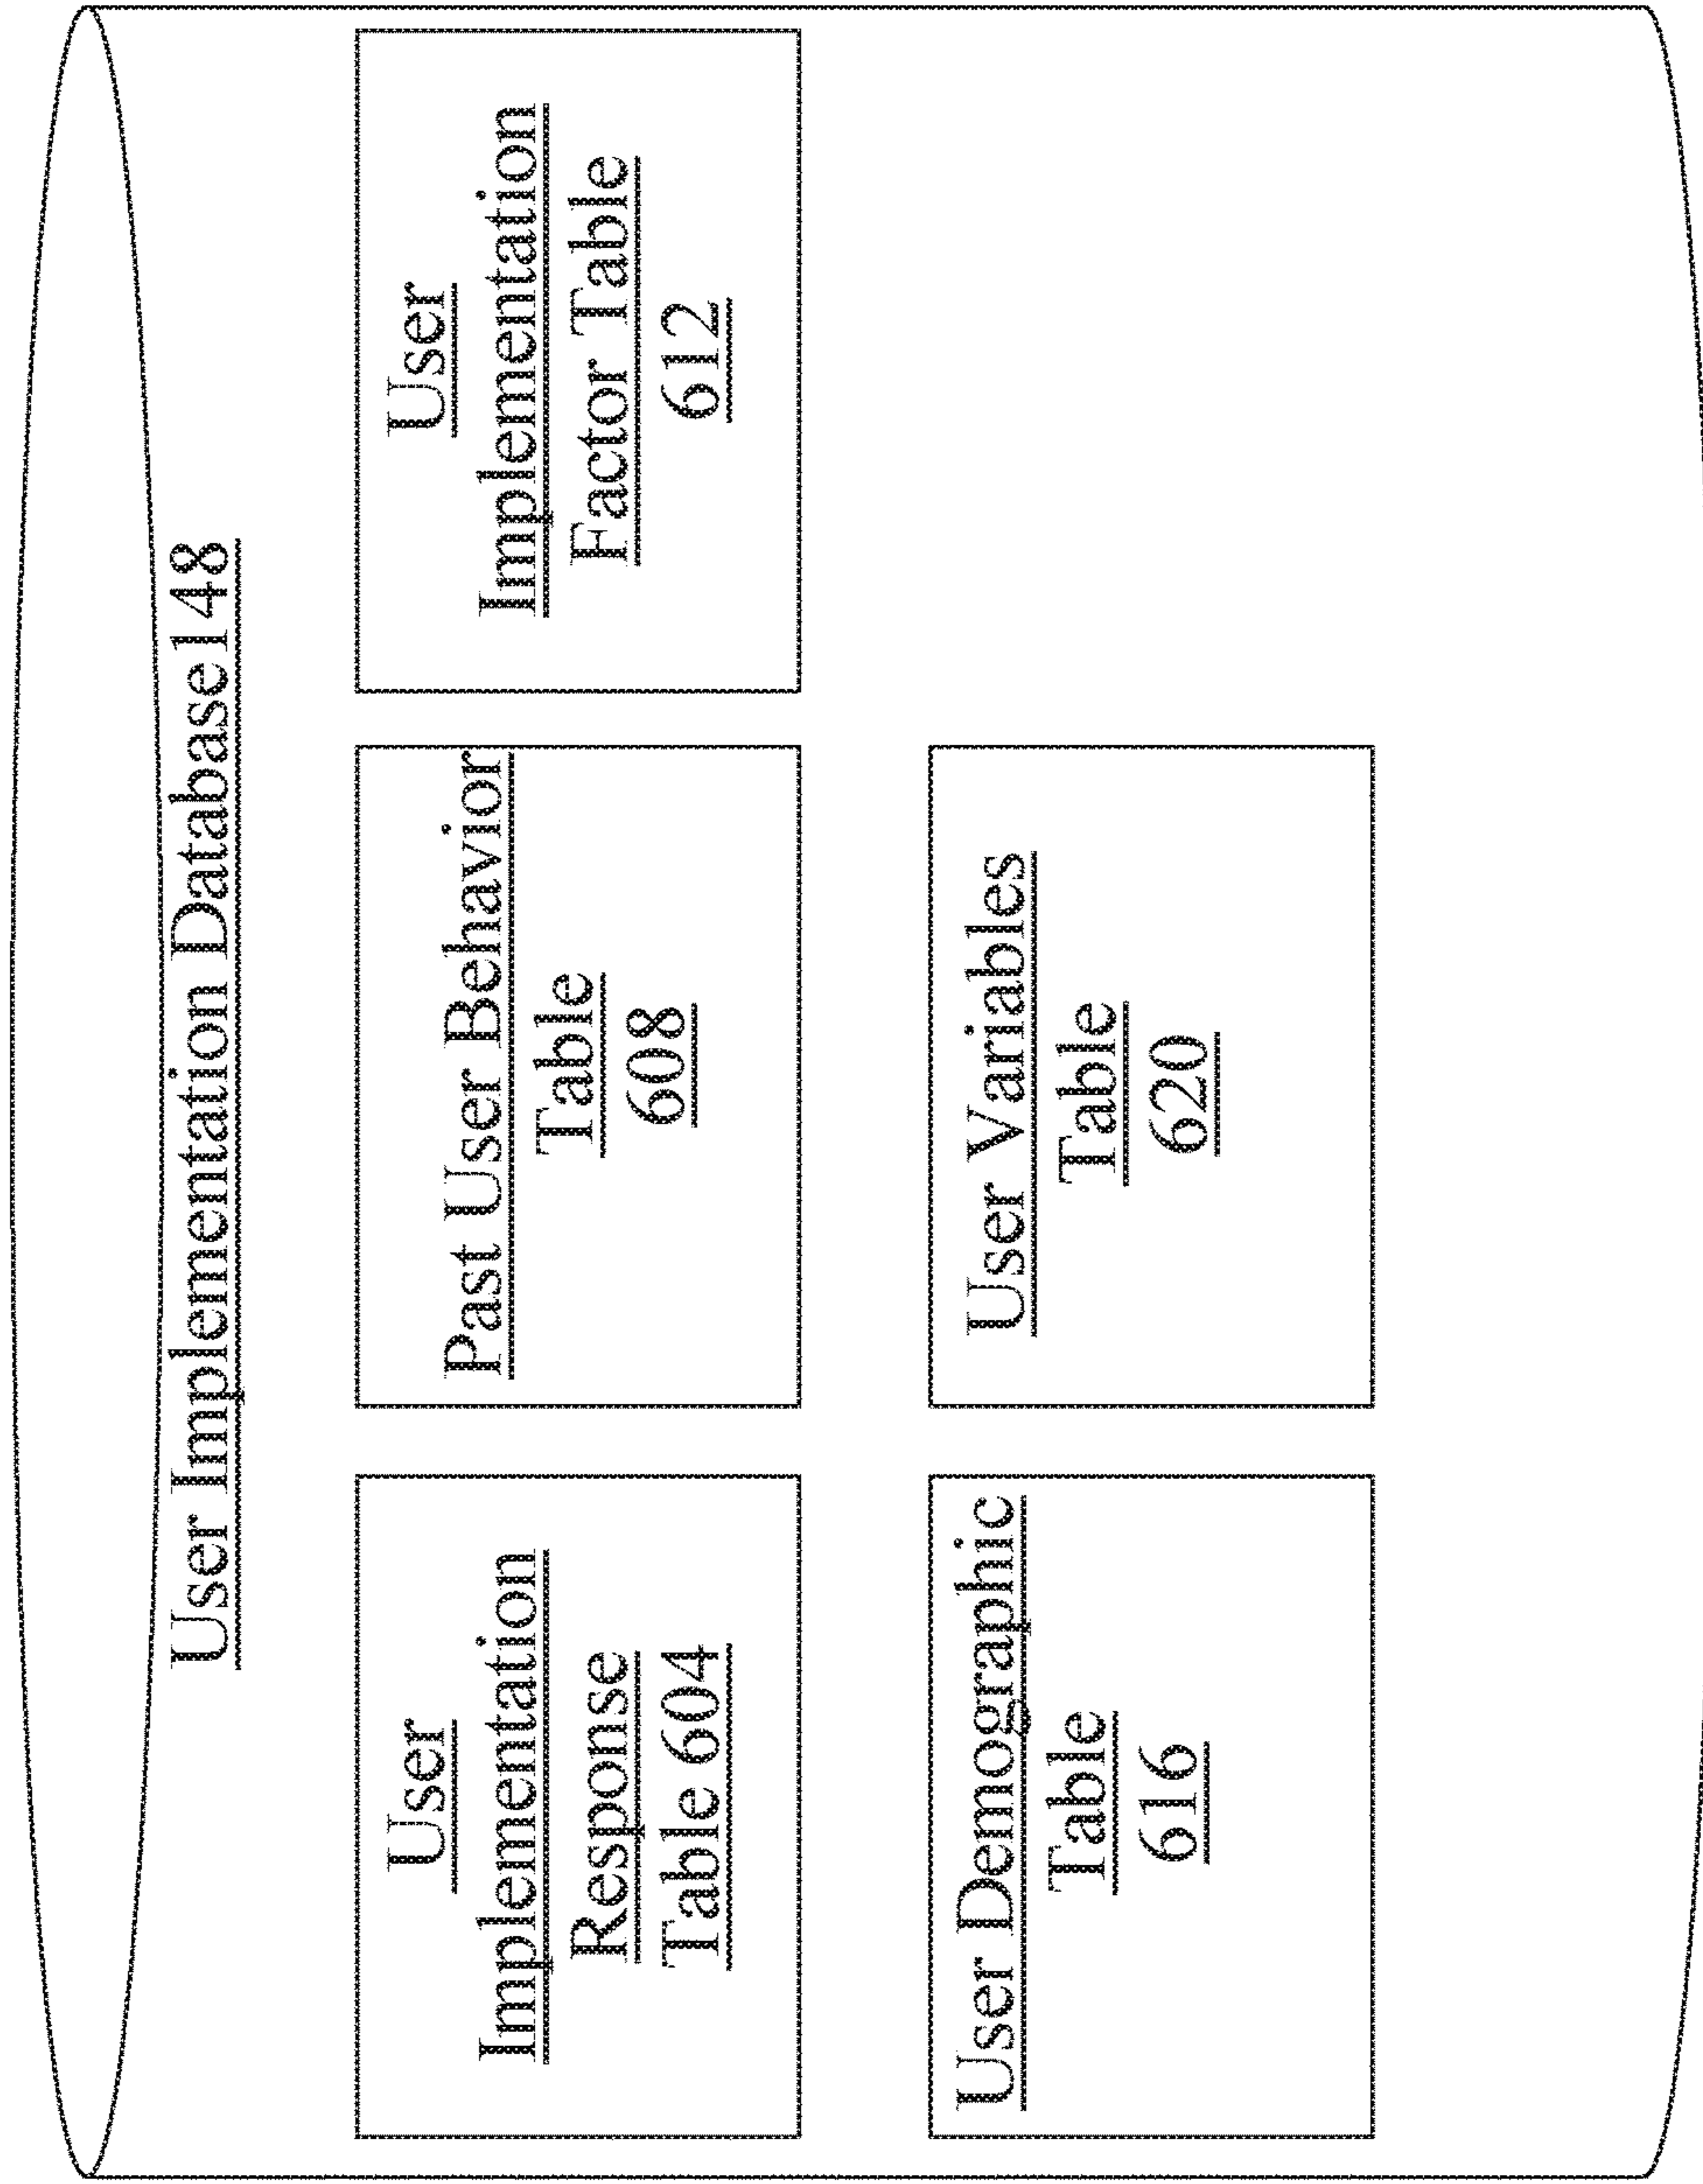 User Implementation Database148
User
Implementation
Response
Table 604
Past User Behavior
Table
608
User
Implementation
Factor Table
612
User Demographic
Table
616
User Variables
Table
620